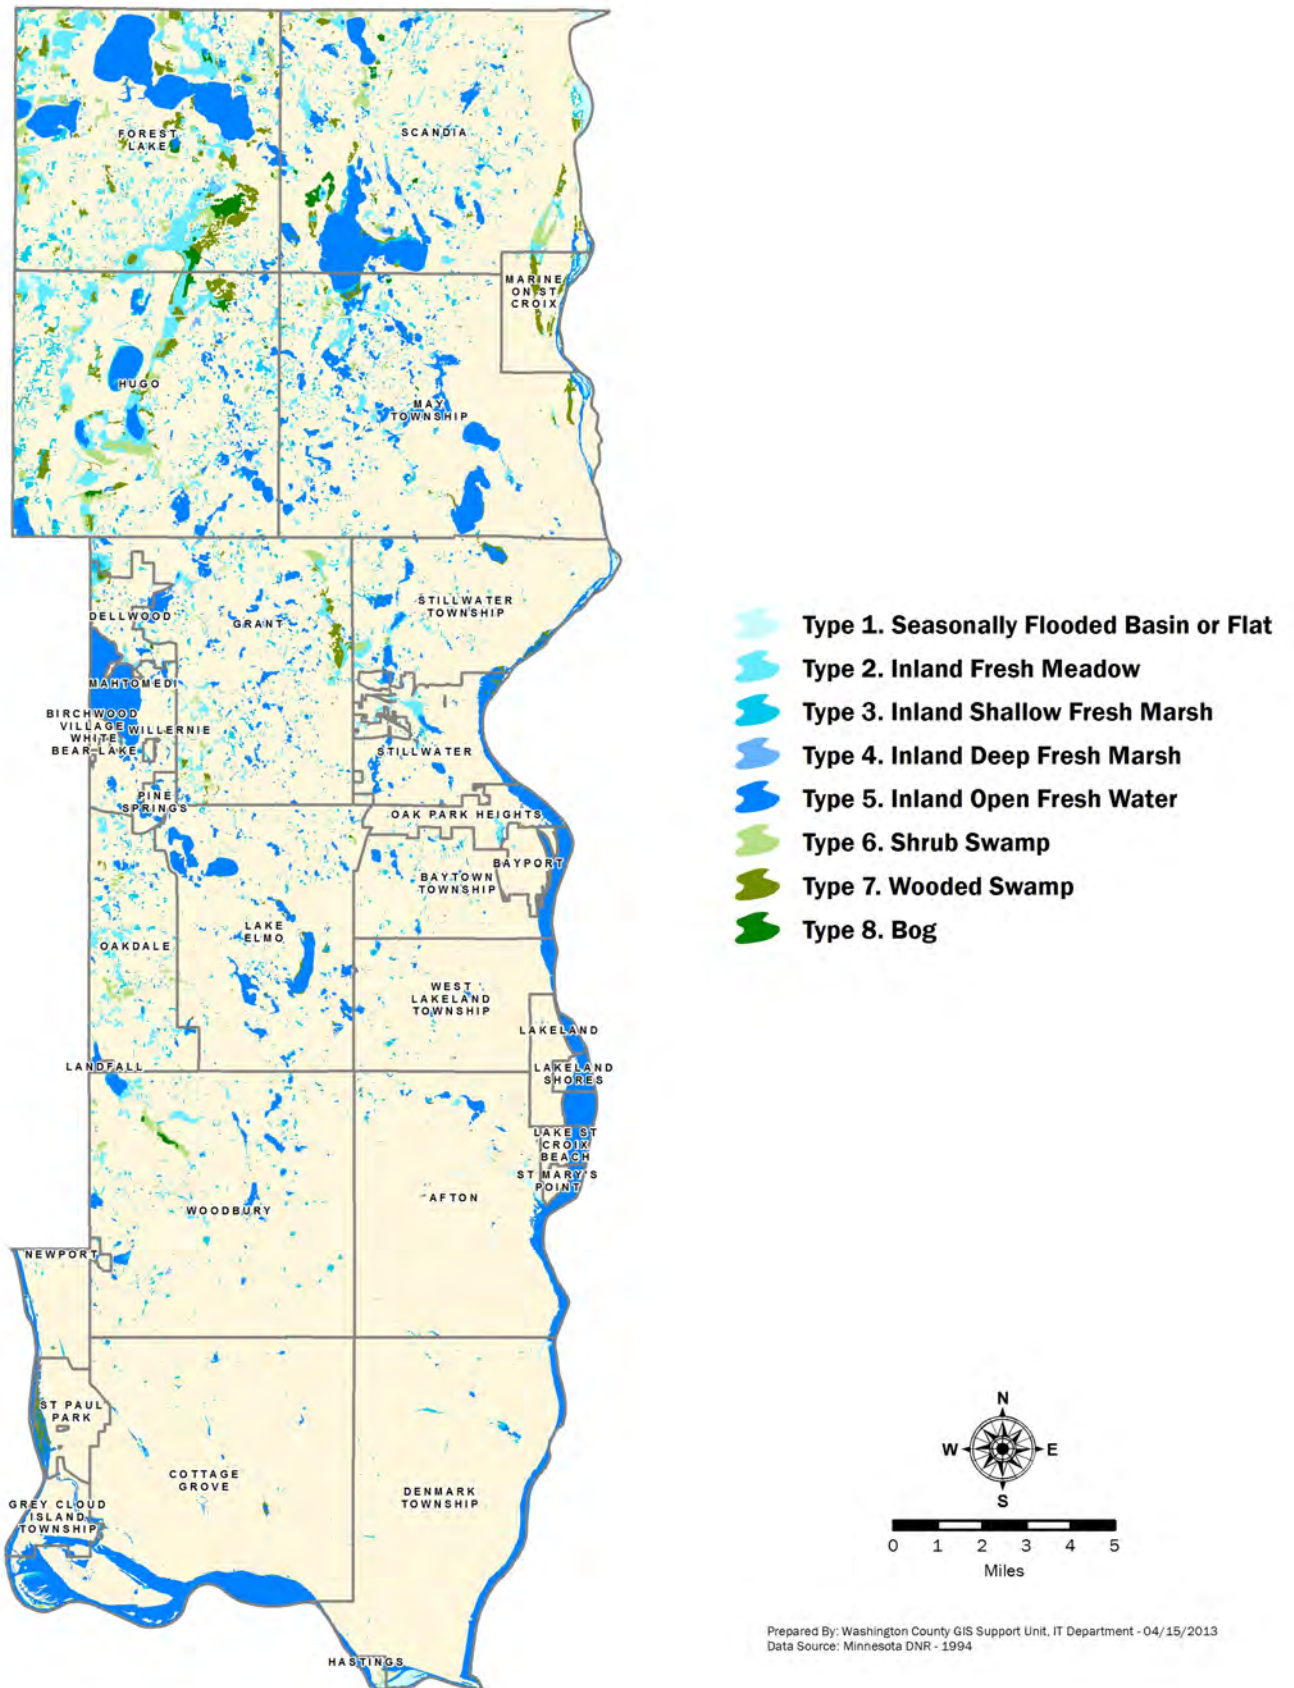 FOREST
LAKE
SCANDIA
MARINE
ON ST
CROIX
HUGO
MAY
TOWNSHIP
DELLWOOD
GRANT
STILLWATER
TOWNSHIP
MAHTOMEDI
BIRCHWOOD
VILLAGE
WILLERNIE
WHITE
BEAR LAKE
STILLWATER
PINE
SPRINGS
OAK PARK HEIGHTS
BAYPORT
BAYTOWN
TOWNSHIP
LAKE
ELMO
OAKDALE
WEST
LAKELAND
TOWNSHIP
LAKELAND
LANDFALL
LAKELAND
SHORES
LAKE ST
CROIX
BEACH
ST MARY'S
POINT
AFTON
WOODBURY
NEWPORT
ST PAUL
PARK
COTTAGE
GROVE
DENMARK
TOWNSHIP
GREY CLOUD
ISLAND
TOWNSHIP
HASTINGS
Type 1. Seasonally Flooded Basin or Flat
Type 2. Inland Fresh Meadow
Type 3. Inland Shallow Fresh Marsh
Type 4. Inland Deep Fresh Marsh
Type 5. Inland Open Fresh Water
Type 6. Shrub Swamp
Type 7. Wooded Swamp
Type 8. Bog
N
W E
S
0 1 2 3 4 5
Miles
Prepared By: Washington County GIS Support Unit, IT Department - 04/15/2013
Data Source: Minnesota DNR - 1994